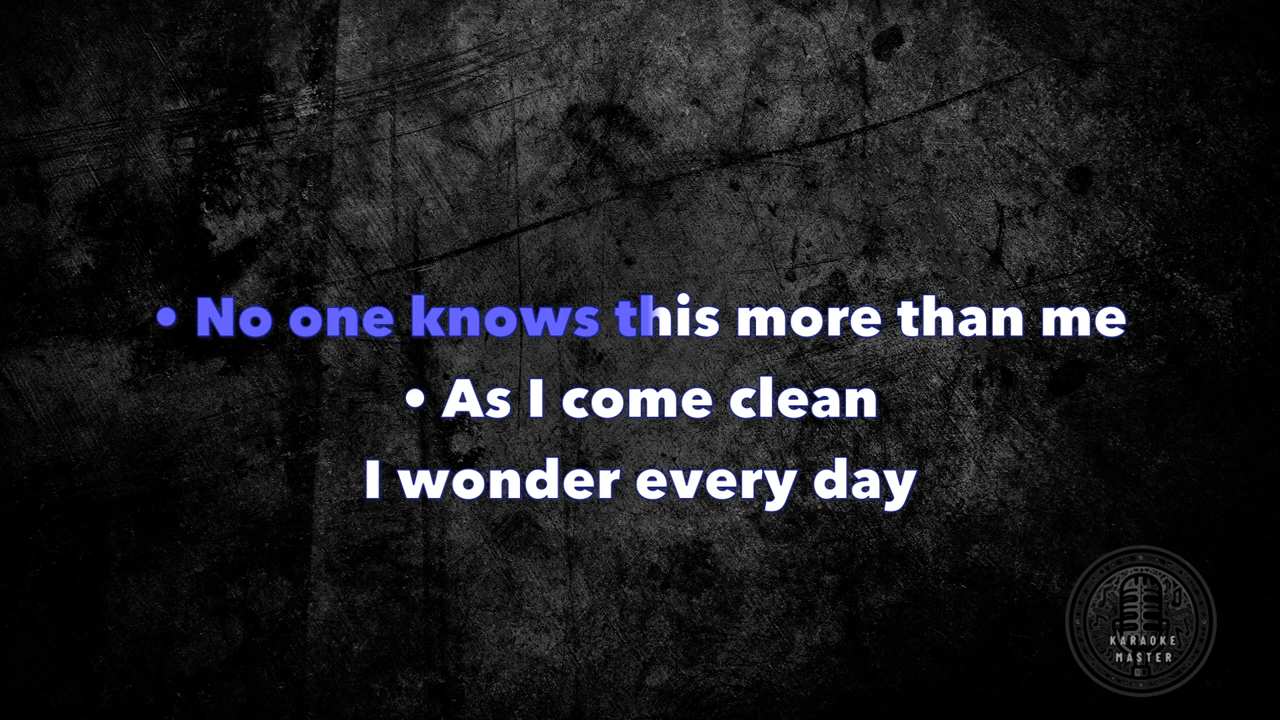 • No one knows this more than me
• As I come clean
I wonder every day
KARAOKE
MASTER